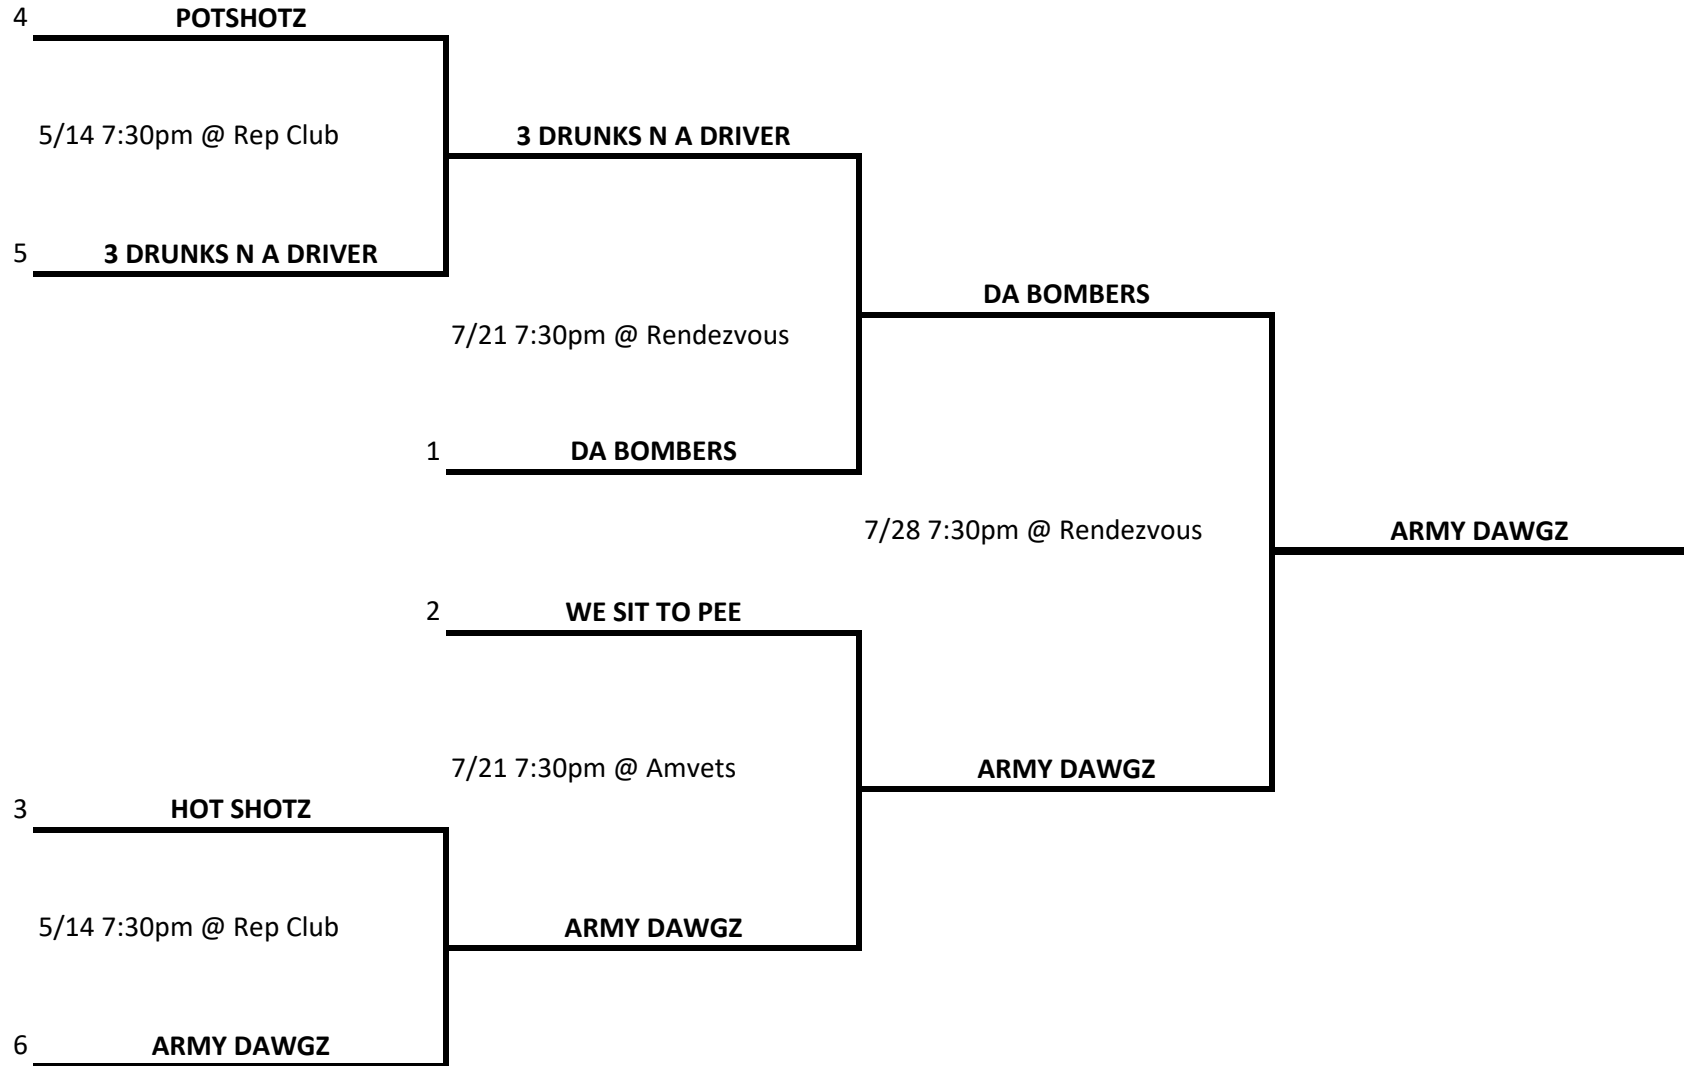 4 POTSHOTZ
5/14 7:30pm @ Rep Club
3 DRUNKS N A DRIVER
5 3 DRUNKS N A DRIVER
DA BOMBERS
7/21 7:30pm @ Rendezvous
1 DA BOMBERS
7/28 7:30pm @ Rendezvous
ARMY DAWGZ
2 WE SIT TO PEE
7/21 7:30pm @ Amvets
ARMY DAWGZ
3 HOT SHOTZ
5/14 7:30pm @ Rep Club
ARMY DAWGZ
6 ARMY DAWGZ